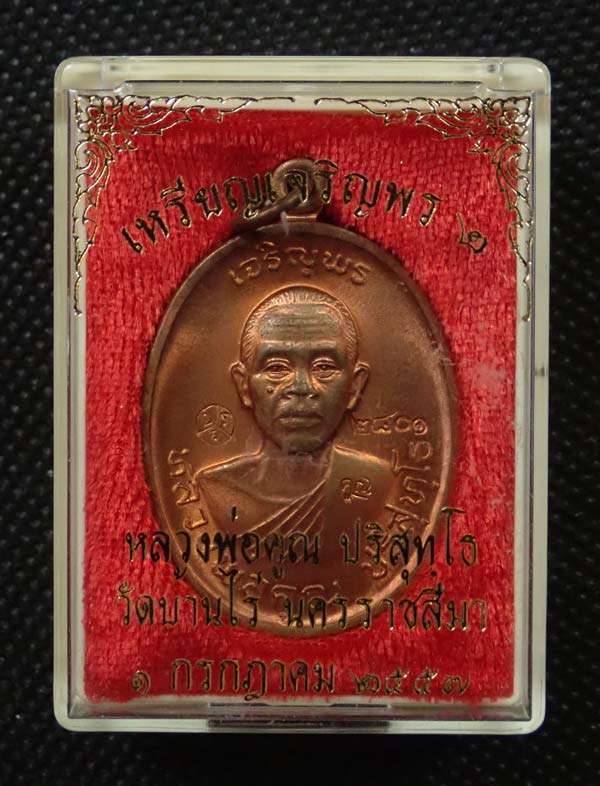 เหรียญเจริญพร ๒
เจริญพร
๒๘๐๑
หลวงพ่อคูณ ปริสุทฺโธ
วัดบ้านไร่ นครราชสีมา
๑ กรกฎาคม ๒๕๕๗